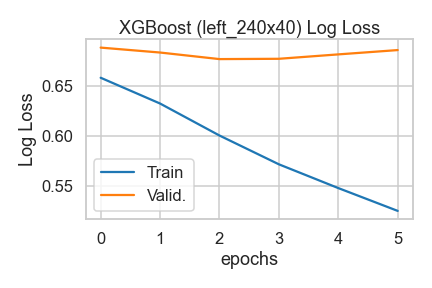 XGBoost (left_240x40) Log Loss
Log Loss
0.65
0.60
0.55
Train
Valid.
0 1 2 3 4 5
epochs